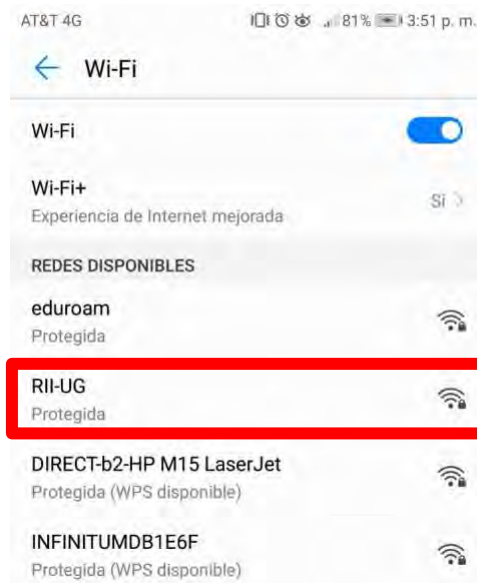 AT&T 4G 81% 3:51 p. m.
Wi-Fi
Wi-Fi
Wi-Fi+
Experiencia de Internet mejorada
Sí
REDES DISPONIBLES
eduroam
Protegida
RII-UG
Protegida
DIRECT-b2-HP M15 LaserJet
Protegida (WPS disponible)
INFINITUMDB1E6F
Protegida (WPS disponible)